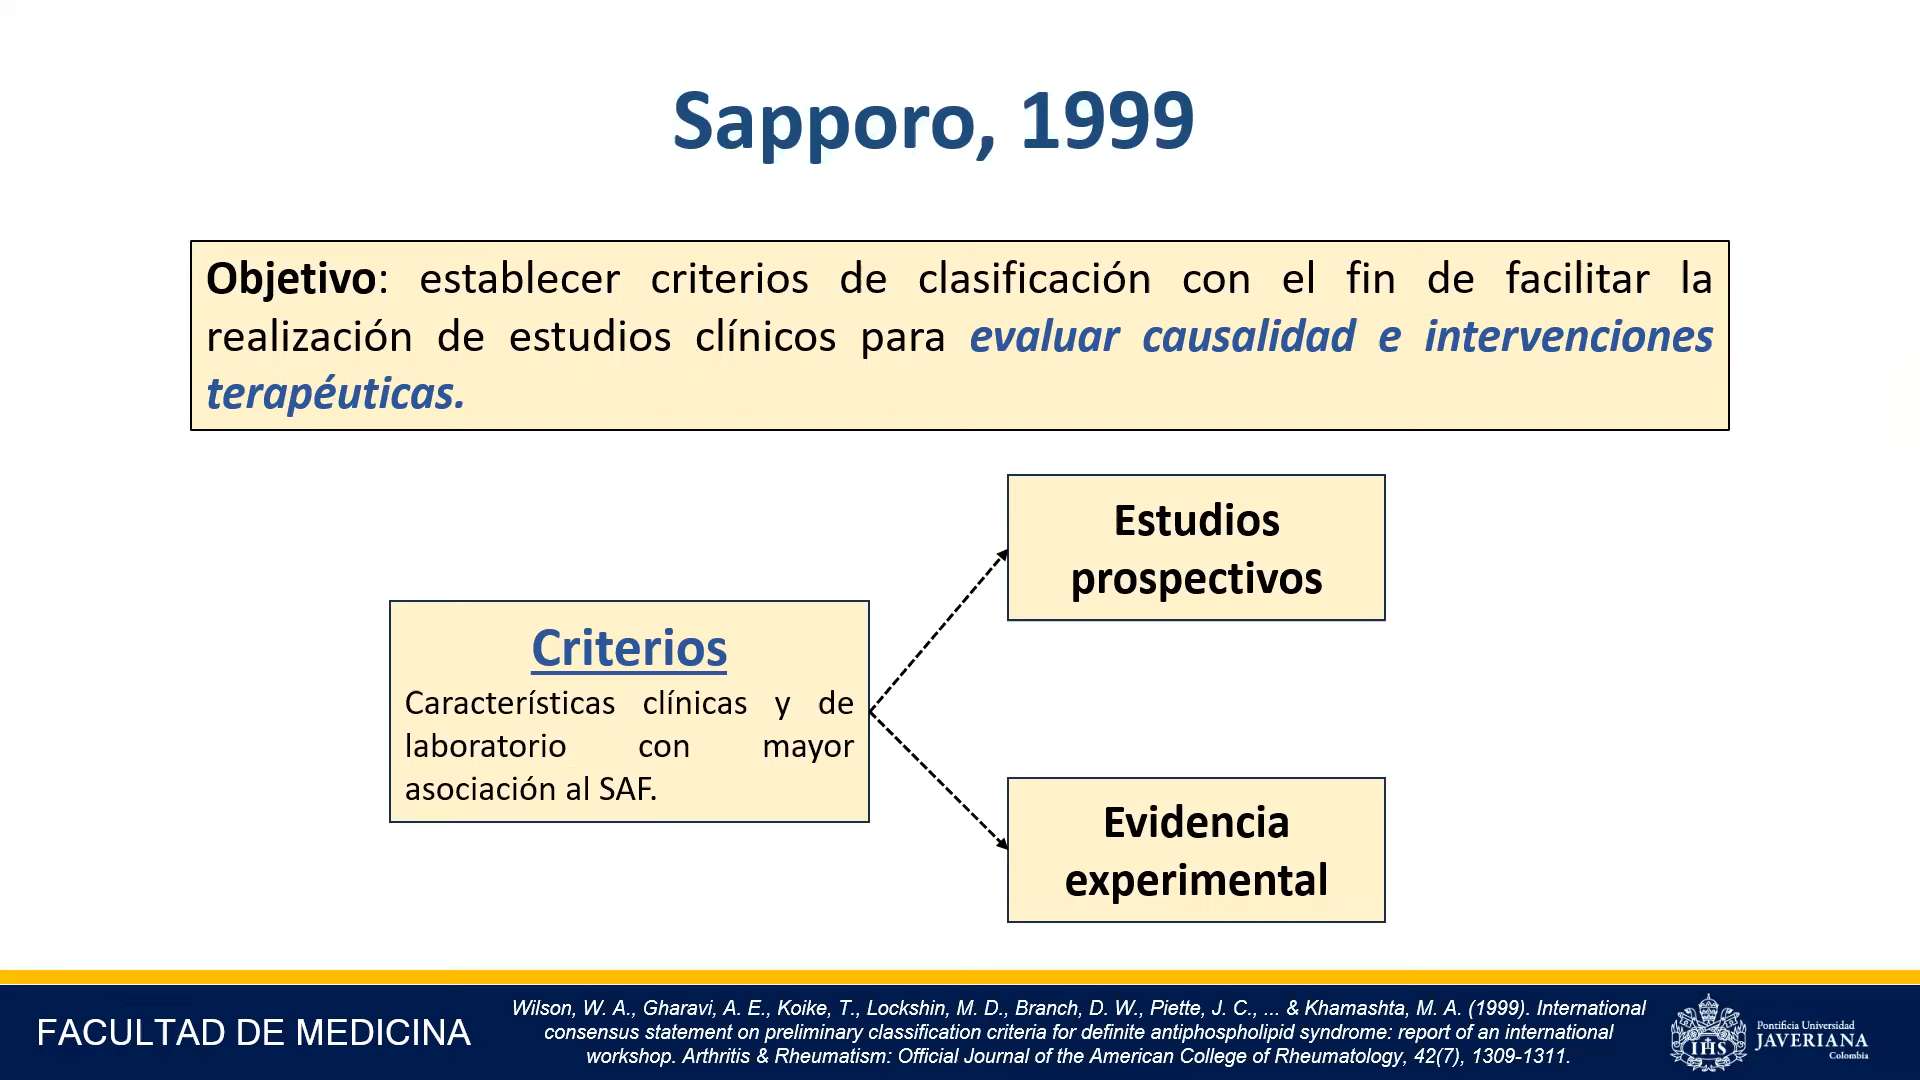 Sapporo, 1999
Objetivo: establecer criterios de clasificación con el fin de facilitar la
realización de estudios clínicos para evaluar causalidad e intervenciones
terapéuticas.
Criterios
Características clínicas y de
laboratorio con mayor
asociación al SAF.
Estudios
prospectivos
Evidencia
experimental
FACULTAD DE MEDICINA
Wilson, W. A., Gharavi, A. E., Koike, T., Lockshin, M. D., Branch, D. W., Piette, J. C., ... & Khamashta, M. A. (1999). International
consensus statement on preliminary classification criteria for definite antiphospholipid syndrome: report of an international
workshop. Arthritis & Rheumatism: Official Journal of the American College of Rheumatology, 42(7), 1309-1311.
IHS
Pontificia Universidad
JAVERIANA
Colombia